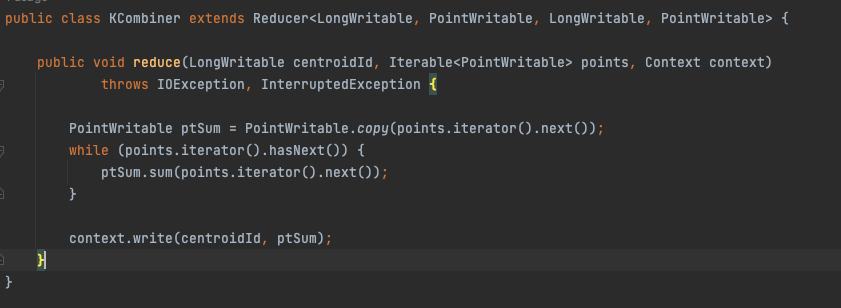 public class KCombiner extends Reducer<LongWritable, PointWritable, LongWritable, PointWritable> {
public void reduce(LongWritable centroidId, Iterable<PointWritable> points, Context context)
throws IOException, InterruptedException {
PointWritable ptSum = PointWritable.copy(points.iterator().next());
while (points.iterator().hasNext()) {
ptSum.sum(points.iterator().next());
}
context.write(centroidId, ptSum);
}
}